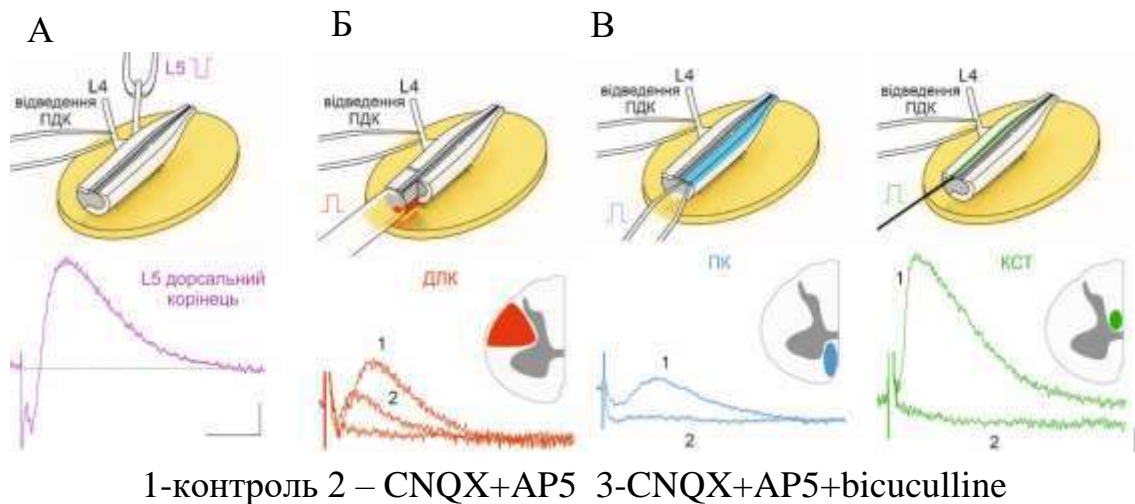 А
Б
В
L5
L4
відведення
ПДК
L4
відведення
ПДК
L4
відведення
ПДК
L4
відведення
ПДК
L5 дорсальний
корінець
ДЛК
1
2
ПК
1
2
КСТ
1
2
1-контроль 2 – CNQX+AP5 3-CNQX+AP5+bicuculline